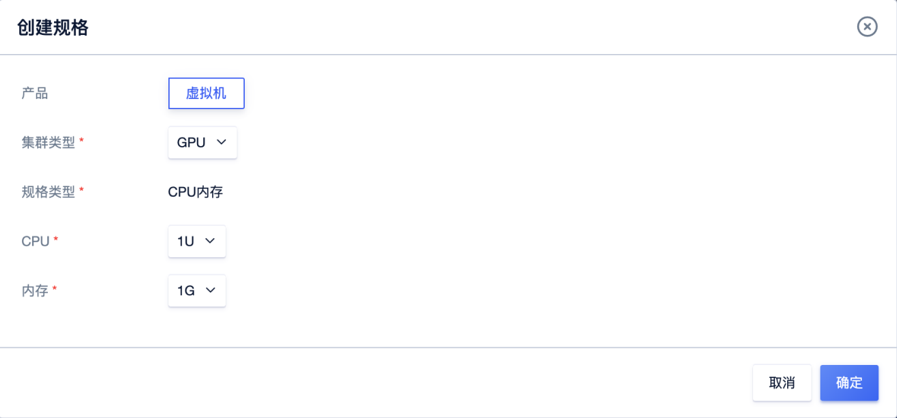 创建规格
产品 虚拟机
集群类型 * GPU
规格类型 * CPU内存
CPU * 1U
内存 * 1G
取消 确定